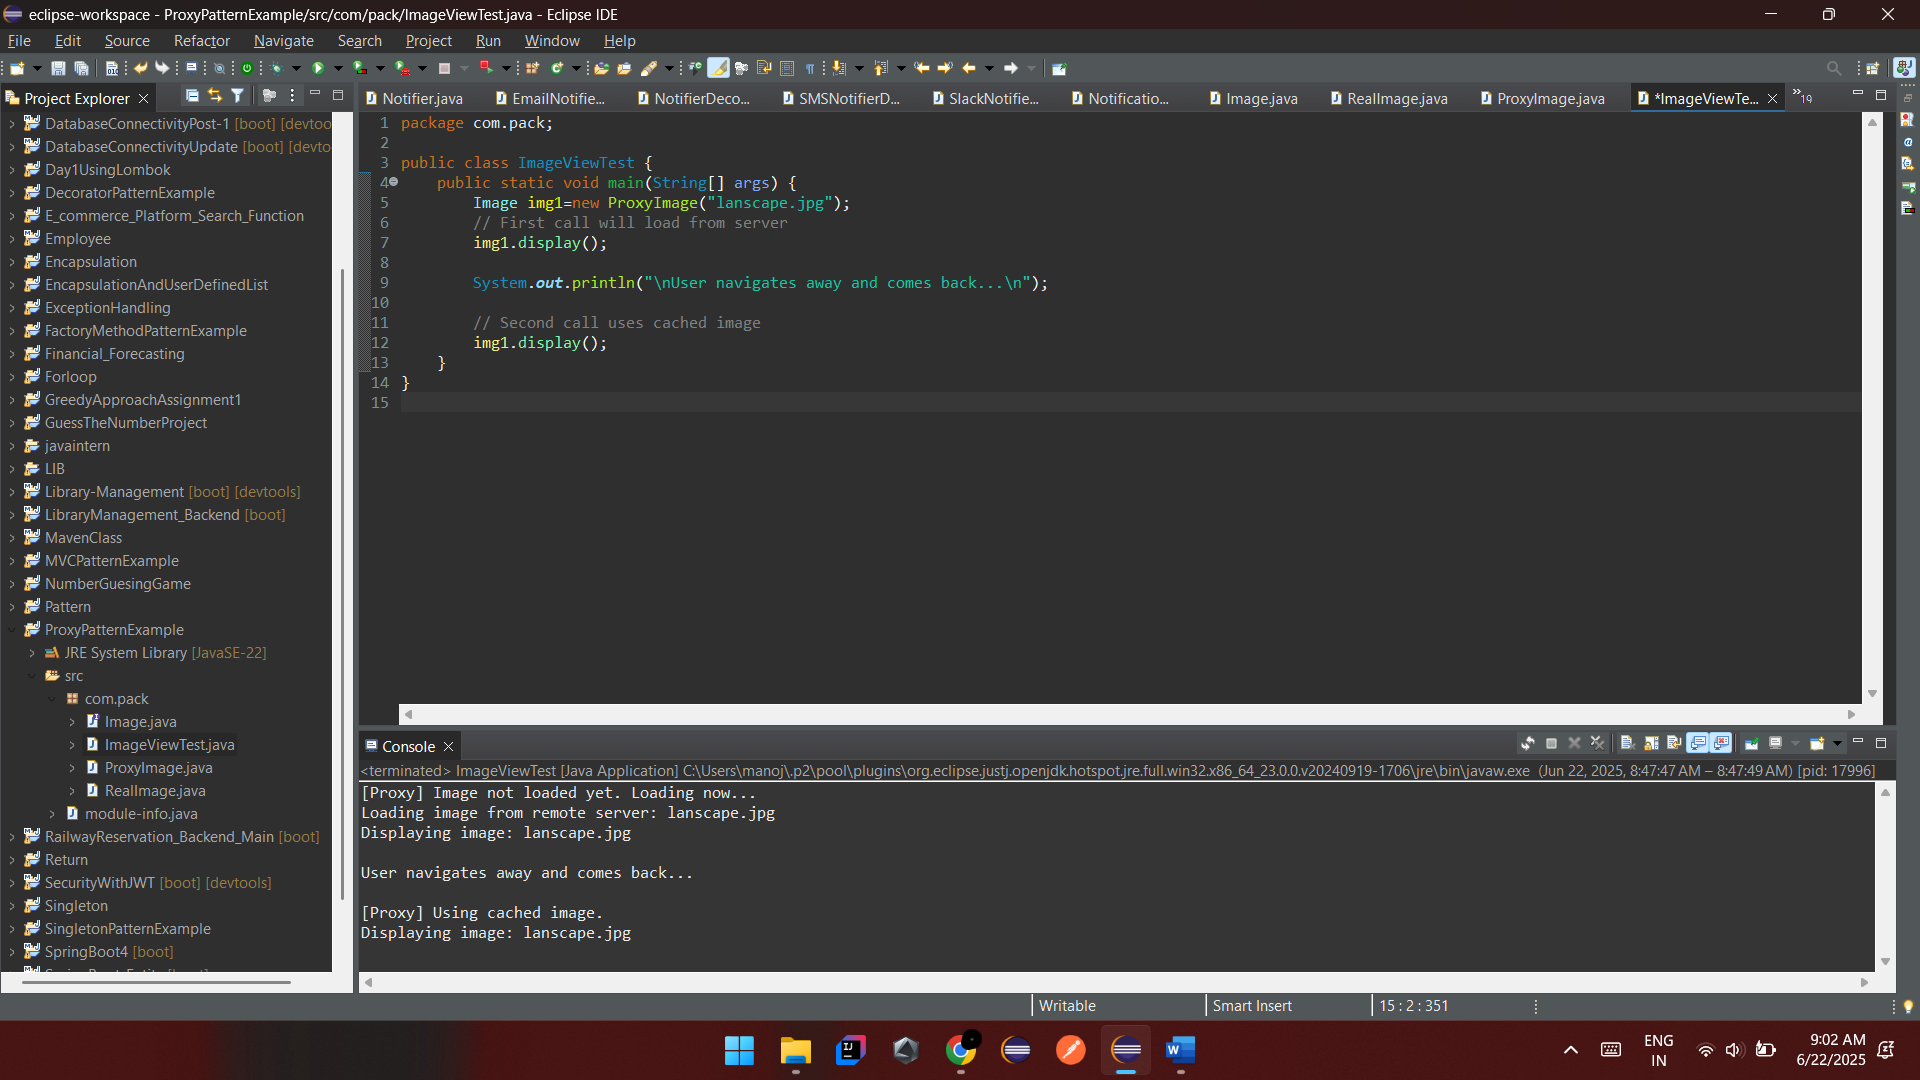 eclipse-workspace - ProxyPatternExample/src/com/pack/ImageViewTest.java - Eclipse IDE
File Edit Source Refactor Navigate Search Project Run Window Help
Project Explorer
DatabaseConnectivityPost-1 [boot] [devtoo
DatabaseConnectivityUpdate [boot] [devto
Day1UsingLombok
DecoratorPatternExample
E_commerce_Platform_Search_Function
Employee
Encapsulation
EncapsulationAndUserDefinedList
ExceptionHandling
FactoryMethodPatternExample
Financial_Forecasting
Forloop
GreedyApproachAssignment1
GuessTheNumberProject
javaintern
LIB
Library-Management [boot] [devtools]
LibraryManagement_Backend [boot]
MavenClass
MVCPatternExample
NumberGuesingGame
Pattern
ProxyPatternExample
JRE System Library [JavaSE-22]
src
com.pack
Image.java
ImageViewTest.java
ProxyImage.java
RealImage.java
module-info.java
RailwayReservation_Backend_Main [boot]
Return
SecurityWithJWT [boot] [devtools]
Singleton
SingletonPatternExample
SpringBoot4 [boot]
Notifier.java EmailNotifie... NotifierDeco... SMSNotifierD... SlackNotifie... Notificatio... Image.java RealImage.java ProxyImage.java *ImageViewTe... »19
1 package com.pack;
2
3 public class ImageViewTest {
4 public static void main(String[] args) {
5 Image img1=new ProxyImage("lanscape.jpg");
6 // First call will load from server
7 img1.display();
8
9 System.out.println("\nUser navigates away and comes back...\n");
10
11 // Second call uses cached image
12 img1.display();
13 }
14 }
15
Console
<terminated> ImageViewTest [Java Application] C:\Users\manoj\.p2\pool\plugins\org.eclipse.justj.openjdk.hotspot.jre.full.win32.x86_64_23.0.0.v20240919-1706\jre\bin\javaw.exe (Jun 22, 2025, 8:47:47 AM – 8:47:49 AM) [pid: 17996]
[Proxy] Image not loaded yet. Loading now...
Loading image from remote server: lanscape.jpg
Displaying image: lanscape.jpg

User navigates away and comes back...

[Proxy] Using cached image.
Displaying image: lanscape.jpg
Writable Smart Insert 15 : 2 : 351
ENG
IN
9:02 AM
6/22/2025